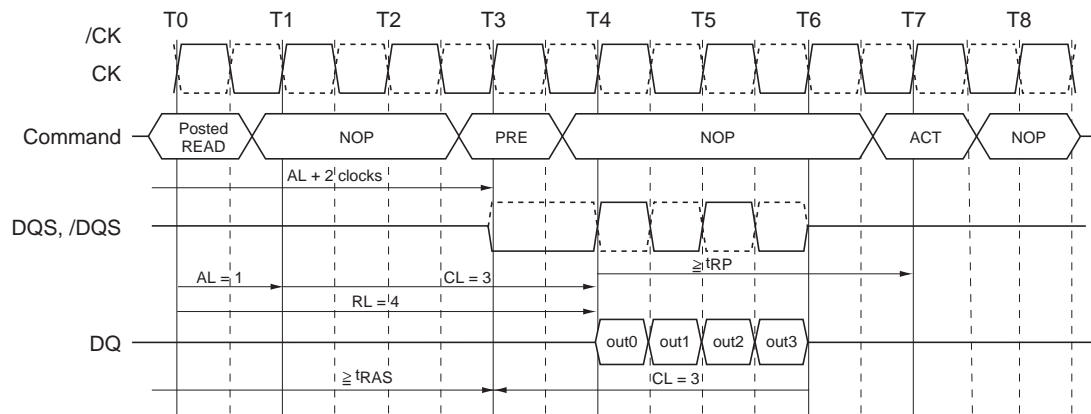 T0 T1 T2 T3 T4 T5 T6 T7 T8
/CK
CK
Command
Posted
READ
NOP
PRE
NOP
ACT
NOP
AL + 2 clocks
DQS, /DQS
≧ tRP
AL = 1
CL = 3
RL = 4
DQ
out0
out1
out2
out3
≧ tRAS
CL = 3